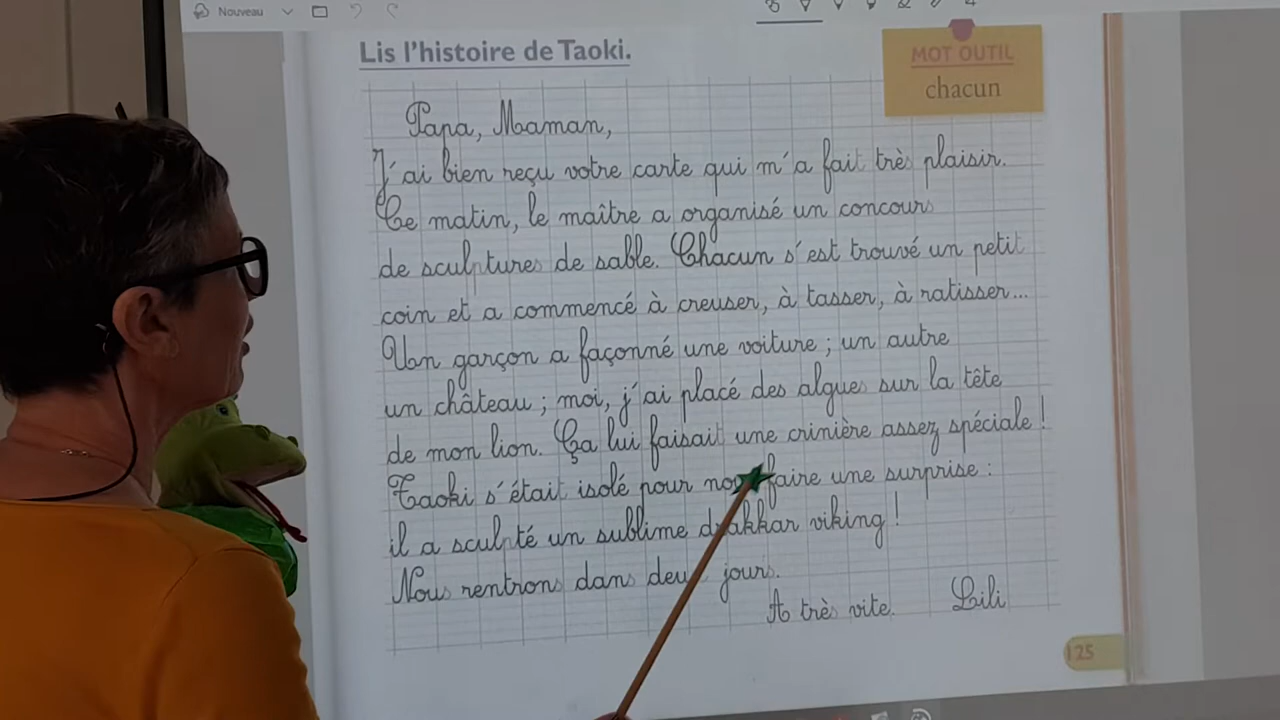 Nouveau
Lis l'histoire de Taoki.
MOT OUTIL
chacun
Papa, Maman,
J'ai bien reçu votre carte qui m'a fait très plaisir.
Ce matin, le maître a organisé un concours
de sculptures de sable. Chacun s'est trouvé un petit
coin et a commencé à creuser, à tasser, à ratisser...
Un garçon a façonné une voiture ; un autre
un château ; moi, j'ai placé des algues sur la tête
de mon lion. Ça lui faisait une crinière assez spéciale !
Taoki s'était isolé pour nous faire une surprise :
il a sculpté un sublime drakkar viking !
Nous rentrons dans deux jours.
A très vite. Lili
125